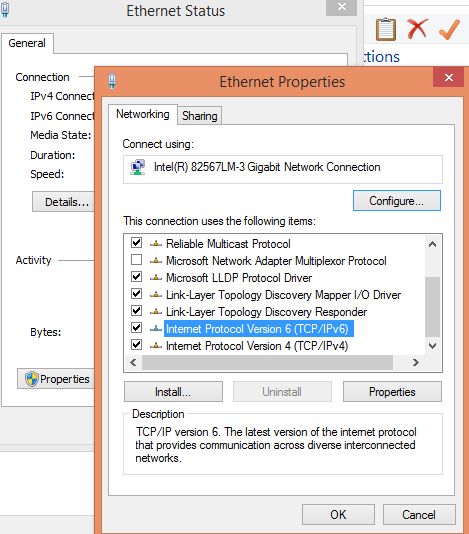 Ethernet Status
General
Connection
IPv4 Connec
IPv6 Connec
Media State:
Duration:
Speed:
Details...
Activity
Bytes:
Properties
ctions
Ethernet Properties
Networking
Sharing
Connect using:
Intel(R) 82567LM-3 Gigabit Network Connection
Configure...
This connection uses the following items:
Reliable Multicast Protocol
Microsoft Network Adapter Multiplexor Protocol
Microsoft LLDP Protocol Driver
Link-Layer Topology Discovery Mapper I/O Driver
Link-Layer Topology Discovery Responder
Internet Protocol Version 6 (TCP/IPv6)
Internet Protocol Version 4 (TCP/IPv4)
Install...
Uninstall
Properties
Description
TCP/IP version 6. The latest version of the internet protocol
that provides communication across diverse interconnected
networks.
OK
Cancel